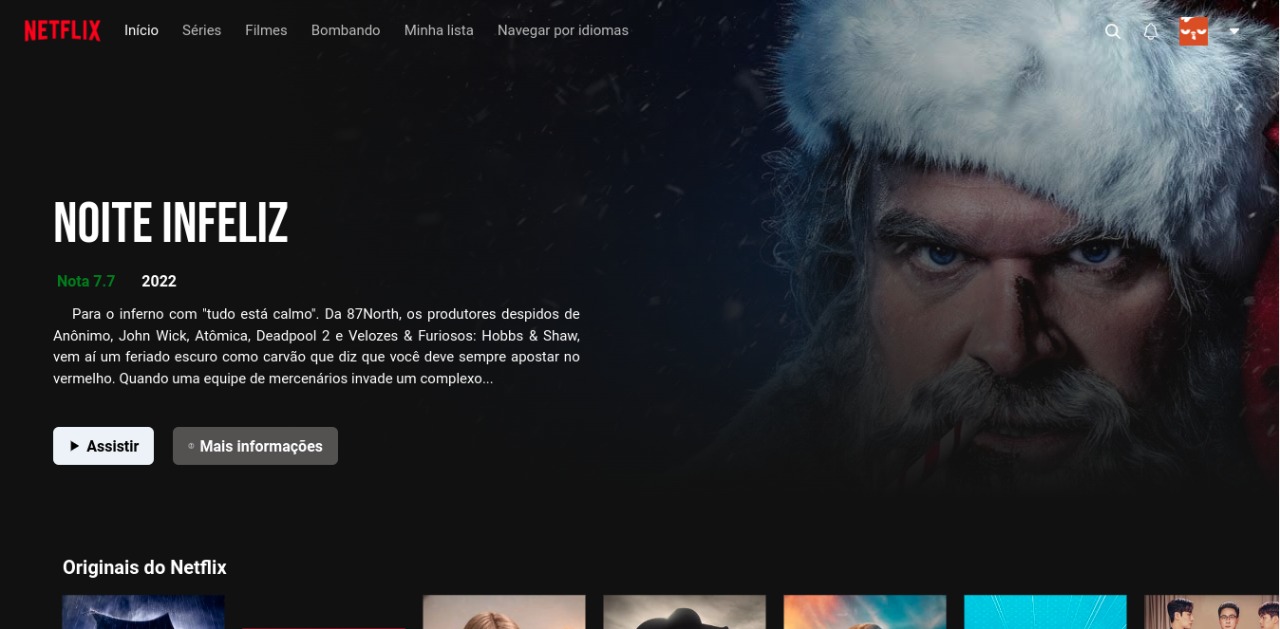 NETFLIX Início Séries Filmes Bombando Minha lista Navegar por idiomas
NOITE INFELIZ
Nota 7.7 2022
Para o inferno com "tudo está calmo". Da 87North, os produtores despidos de
Anônimo, John Wick, Atômica, Deadpool 2 e Velozes & Furiosos: Hobbs & Shaw,
vem aí um feriado escuro como carvão que diz que você deve sempre apostar no
vermelho. Quando uma equipe de mercenários invade um complexo...
Assistir Mais informações
Originais do Netflix